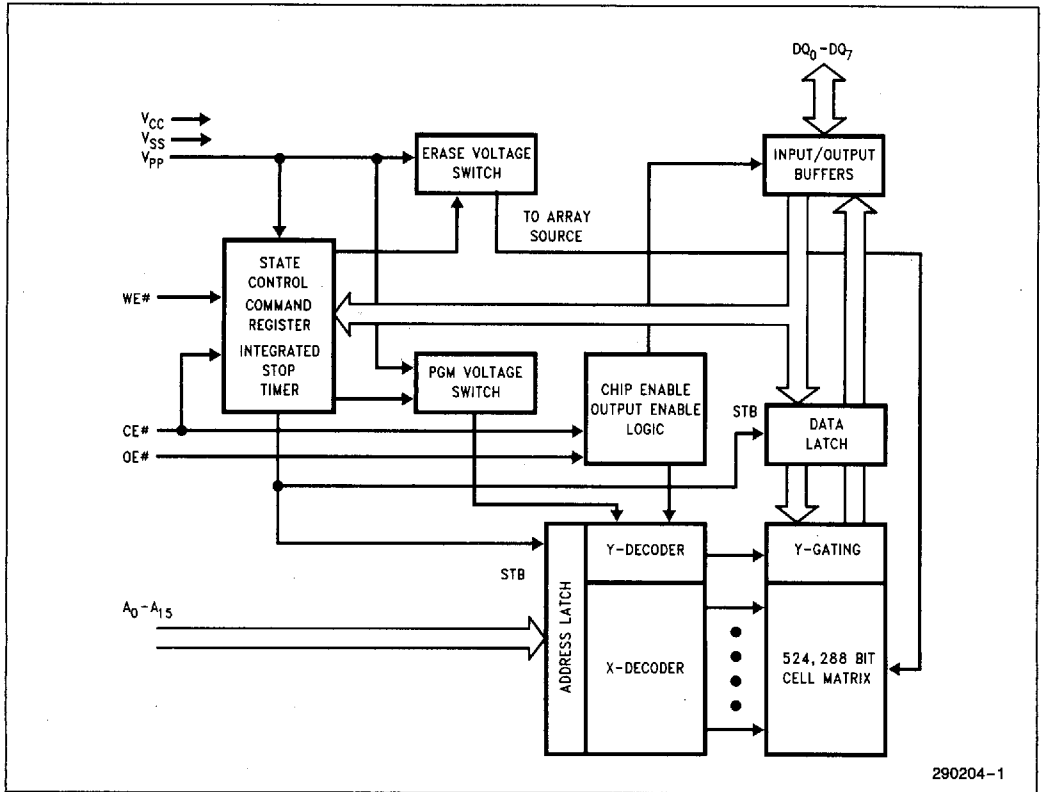 DQ0-DQ7
VCC
VSS
VPP
ERASE VOLTAGE
SWITCH
INPUT/OUTPUT
BUFFERS
TO ARRAY
SOURCE
STATE
CONTROL
COMMAND
REGISTER
INTEGRATED
STOP
TIMER
WE#
PGM VOLTAGE
SWITCH
CHIP ENABLE
OUTPUT ENABLE
LOGIC
STB
DATA
LATCH
CE#
OE#
STB
ADDRESS LATCH
Y-DECODER
Y-GATING
A0-A15
X-DECODER
524,288 BIT
CELL MATRIX
290204-1